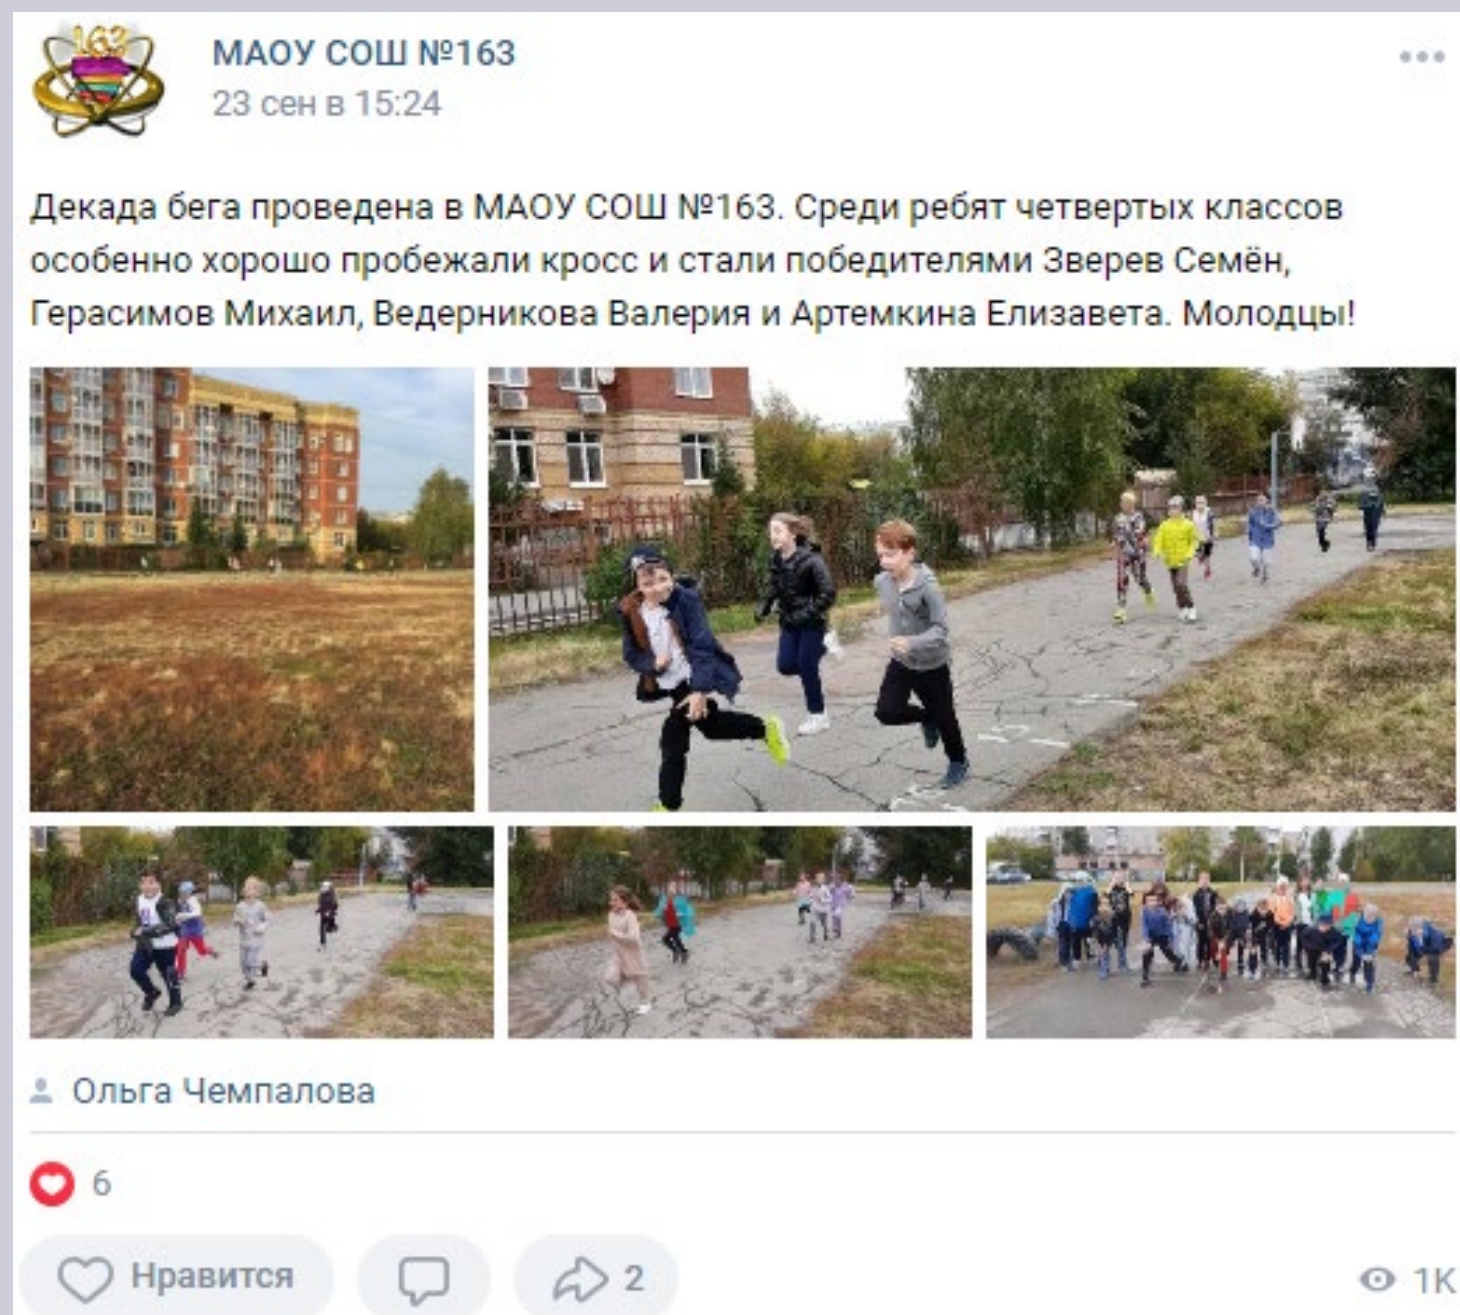 163
МАОУ СОШ №163
23 сен в 15:24
Декада бега проведена в МАОУ СОШ №163. Среди ребят четвертых классов
особенно хорошо пробежали кросс и стали победителями Зверев Семён,
Герасимов Михаил, Ведерникова Валерия и Артемкина Елизавета. Молодцы!
Ольга Чемпалова
6
Нравится
2
1K